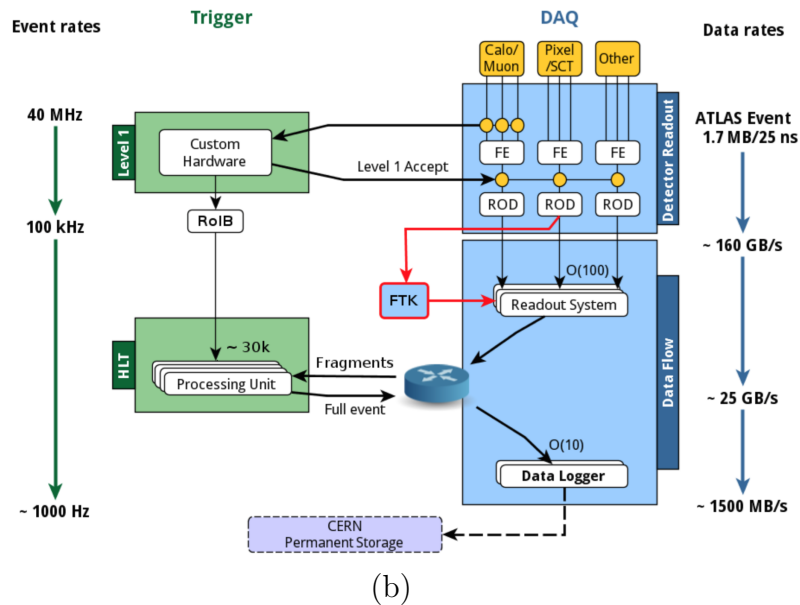 Trigger
DAQ
Event rates
Data rates
Calo/
Muon
Pixel
/SCT
Other
40 MHz
ATLAS Event
1.7 MB/25 ns
Level 1
Custom
Hardware
FE
FE
FE
Detector Readout
Level 1 Accept
ROD
ROD
ROD
RoIB
100 kHz
~ 160 GB/s
O(100)
FTK
Readout System
HLT
~ 30k
Processing Unit
Fragments
Full event
Data Flow
~ 25 GB/s
O(10)
Data Logger
~ 1000 Hz
~ 1500 MB/s
CERN
Permanent Storage
(b)